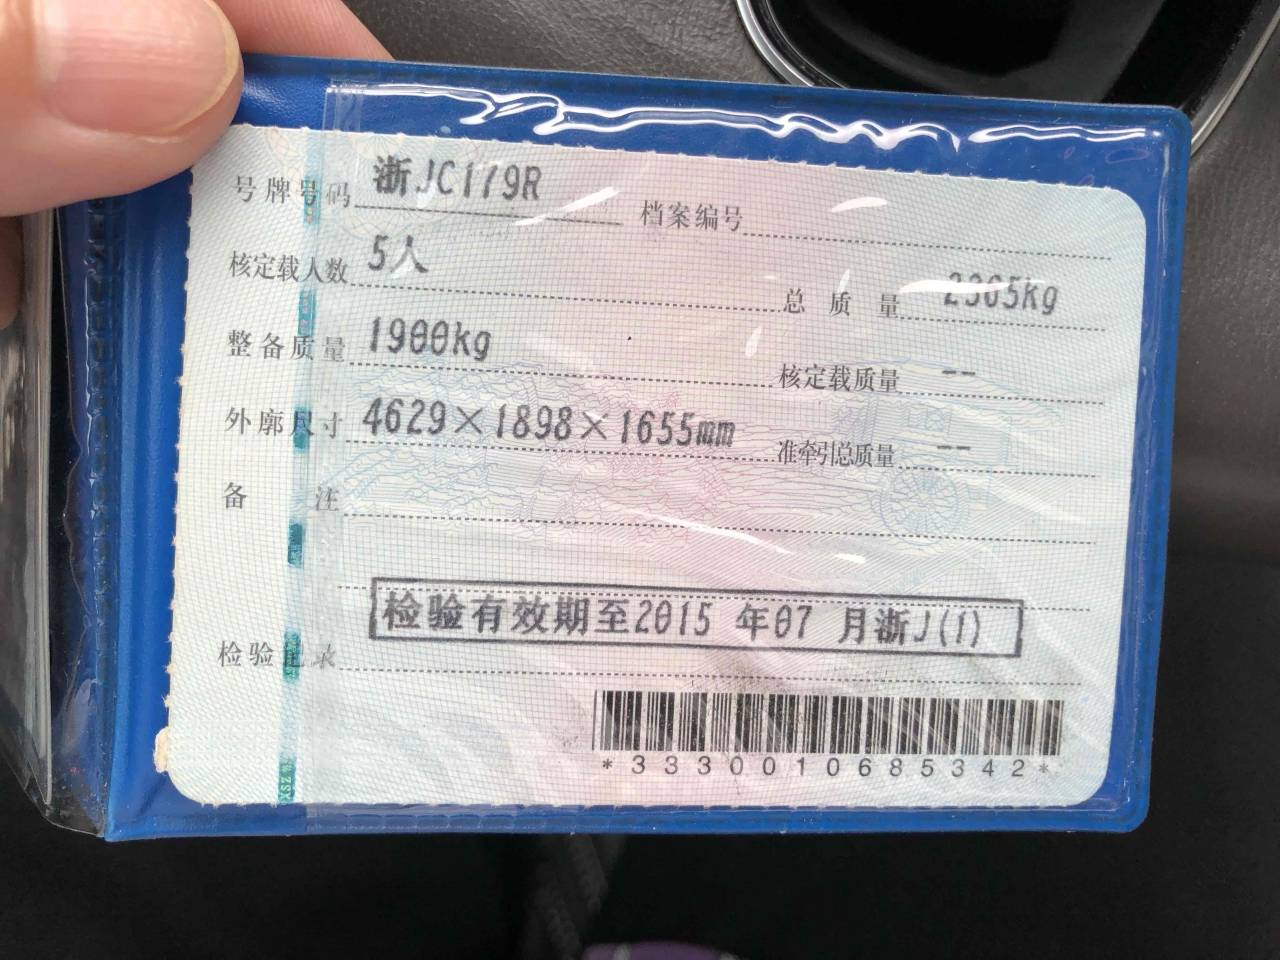 号牌号码 浙JC179R 档案编号
核定载人数 5人 总质量 2305kg
整备质量 1900kg 核定载质量 --
外廓尺寸 4629×1898×1655mm 准牵引总质量 --
备注
检验有效期至2015 年07 月浙J(1)
检验记录
*3330010685342*